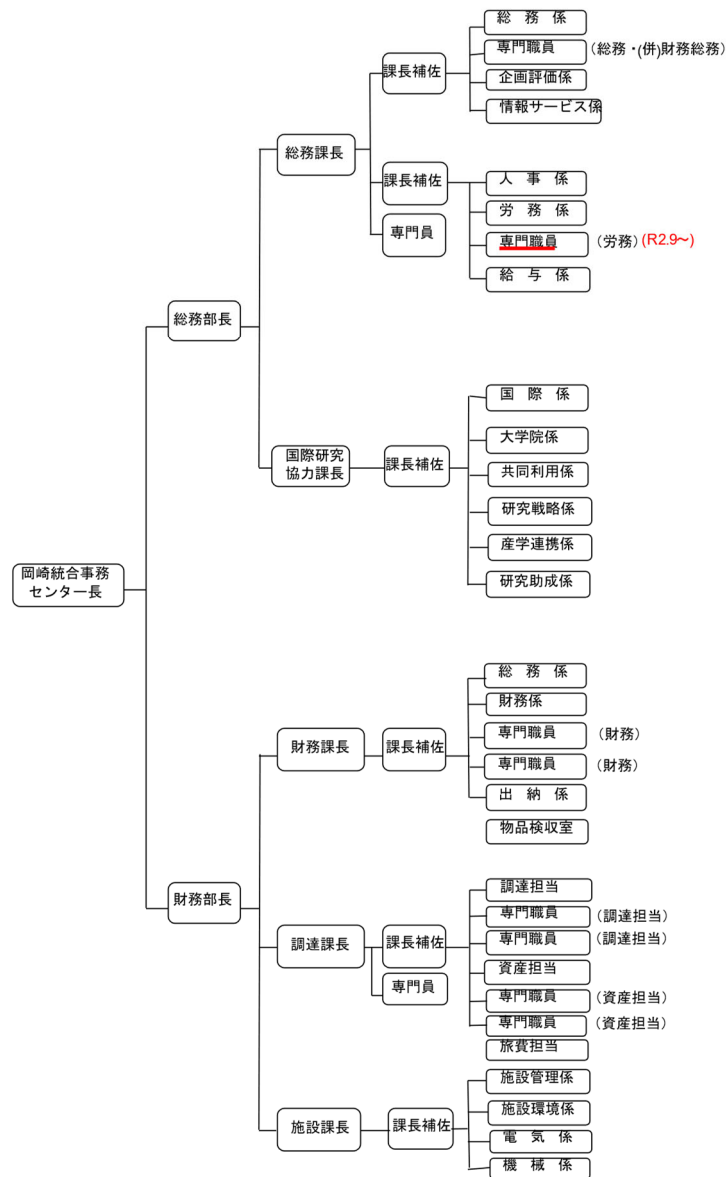 総 務 係
専門職員 (総務・(併)財務総務)
課長補佐
企画評価係
情報サービス係
総務課長
課長補佐
人 事 係
労 務 係
専門員
専門職員 (労務) (R2.9～)
給 与 係
総務部長
国 際 係
大学院係
国際研究
協力課長
課長補佐
共同利用係
研究戦略係
産学連携係
研究助成係
岡崎統合事務
センター長
総 務 係
財務係
財務課長
課長補佐
専門職員 (財務)
専門職員 (財務)
出 納 係
物品検収室
財務部長
調達担当
専門職員 (調達担当)
調達課長
課長補佐
専門職員 (調達担当)
資産担当
専門員
専門職員 (資産担当)
専門職員 (資産担当)
旅費担当
施設管理係
施設環境係
施設課長
課長補佐
電 気 係
機 械 係